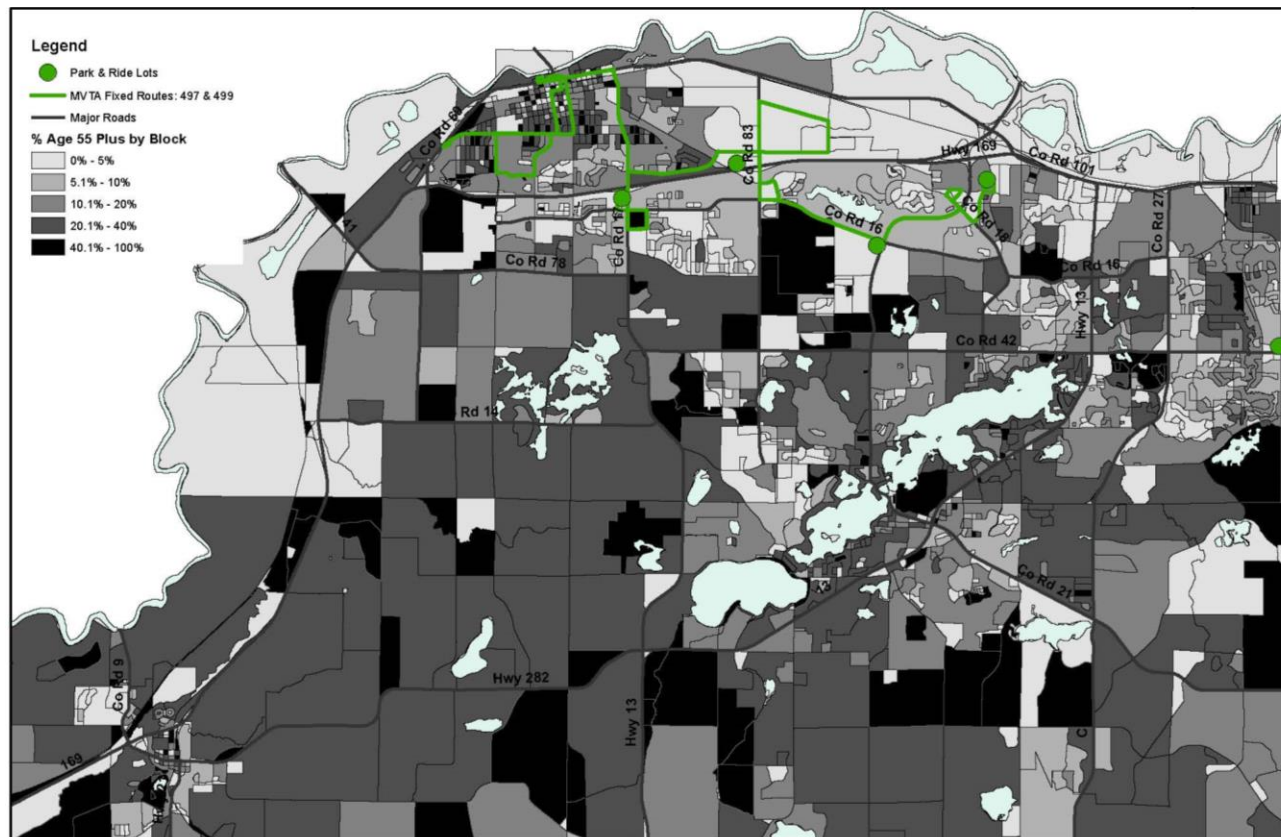 Legend
Park & Ride Lots
MVTA Fixed Routes: 497 & 499
Major Roads
% Age 55 Plus by Block
0% - 5%
5.1% - 10%
10.1% - 20%
20.1% - 40%
40.1% - 100%
Co Rd 69
Co Rd 83
Hwy 169
Co Rd 101
41
Co Rd 16
Co Rd 18
Co Rd 27
Co Rd 78
Co Rd 16
Hwy 13
Co Rd 42
Rd 14
Co Rd 21
13
Co Rd 9
Hwy 282
Hwy 13
169